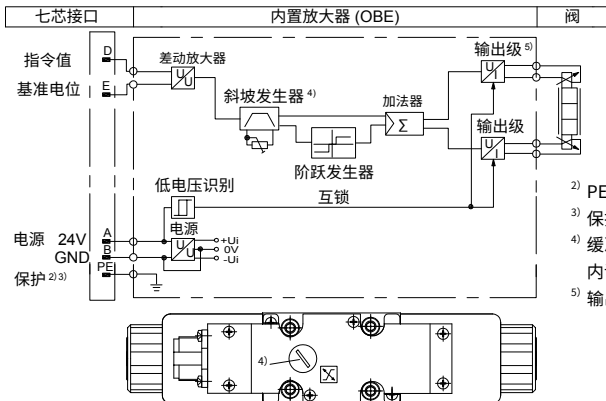 七芯接口 内置放大器 (OBE) 阀
指令值 D 差动放大器 输出级 5)
基准电位 E U U U I
斜坡发生器 4) 加法器
Σ 输出级
U I
阶跃发生器
低电压识别 互锁
2) PE
3) 保
电源 24V A 电源 +Ui 4) 缓
GND B U U 0V 内
-Ui
保护 2)3) PE 5) 输
4)